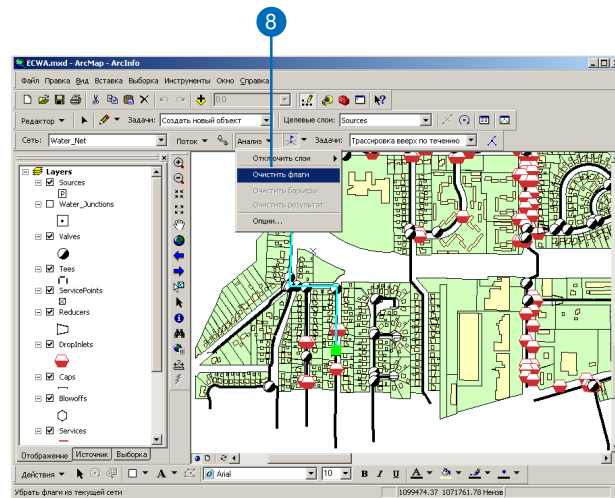 8
ECWA.mxd - ArcMap - ArcInfo
Файл Правка Вид Вставка Выборка Инструменты Окно Справка
0:0
Редактор Задачи: Создать новый объект Целевые слои: Sources
Сеть: Water_Net Поток Анализ Задачи: Трассировка вверх по течению
Отключить слои
Очистить флаги
Очистить барьеры
Очистить результат
Опции...
Layers
Sources
P
Water_Junctions
Valves
Tees
ServicePoints
Reducers
DropInlets
Caps
Blowoffs
Services
Отображение Источник Выборка
Действия A Arial 10 B I U A
Убрать флаги из текущей сети 1099474.37 1071761.78 Неизв